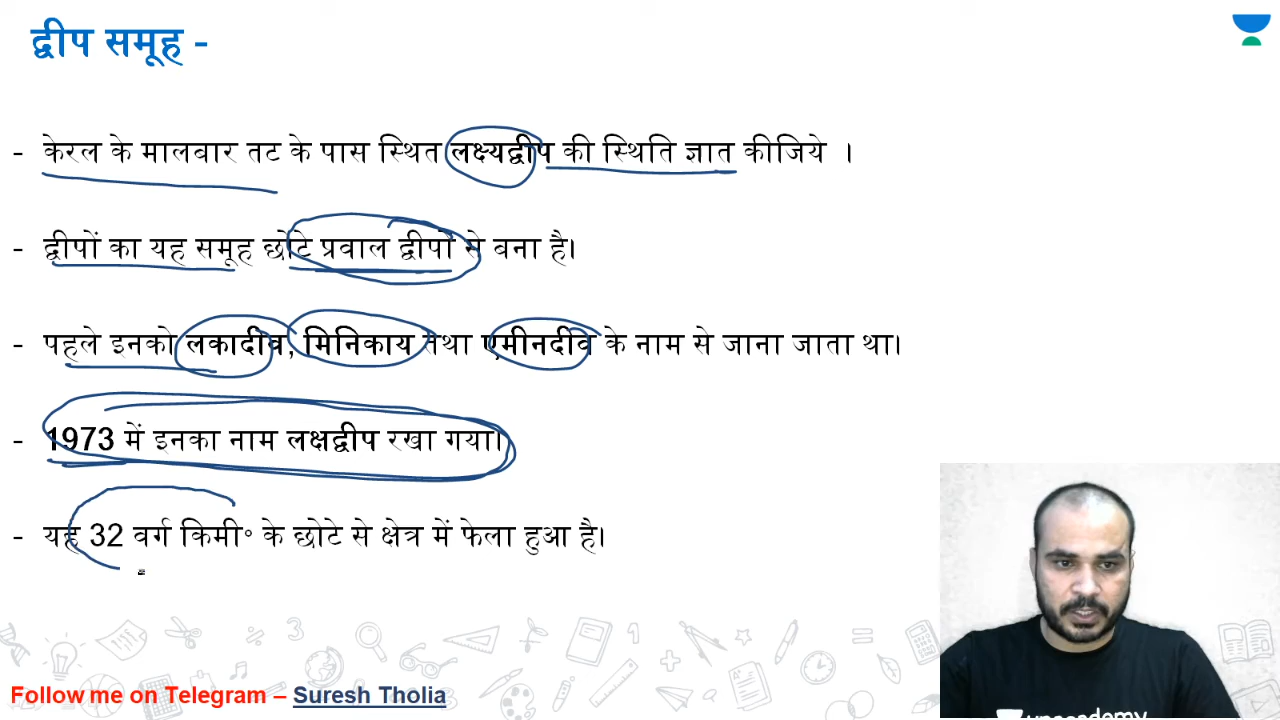 द्वीप समूह -
- केरल के मालबार तट के पास स्थित लक्ष्यद्वीप की स्थिति ज्ञात कीजिये ।
- द्वीपों का यह समूह छोटे प्रवाल द्वीपों से बना है।
- पहले इनको लकादीव, मिनिकाय तथा एमीनदीव के नाम से जाना जाता था।
- 1973 में इनका नाम लक्षद्वीप रखा गया।
- यह 32 वर्ग किमी॰ के छोटे से क्षेत्र में फेला हुआ है।
Follow me on Telegram – Suresh Tholia
unacademy